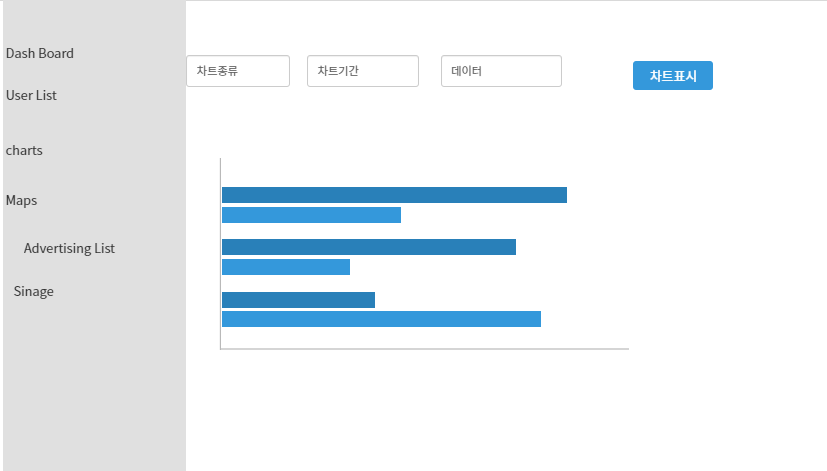 Dash Board
User List
charts
Maps
Advertising List
Sinage
차트종류
차트기간
데이터
차트표시